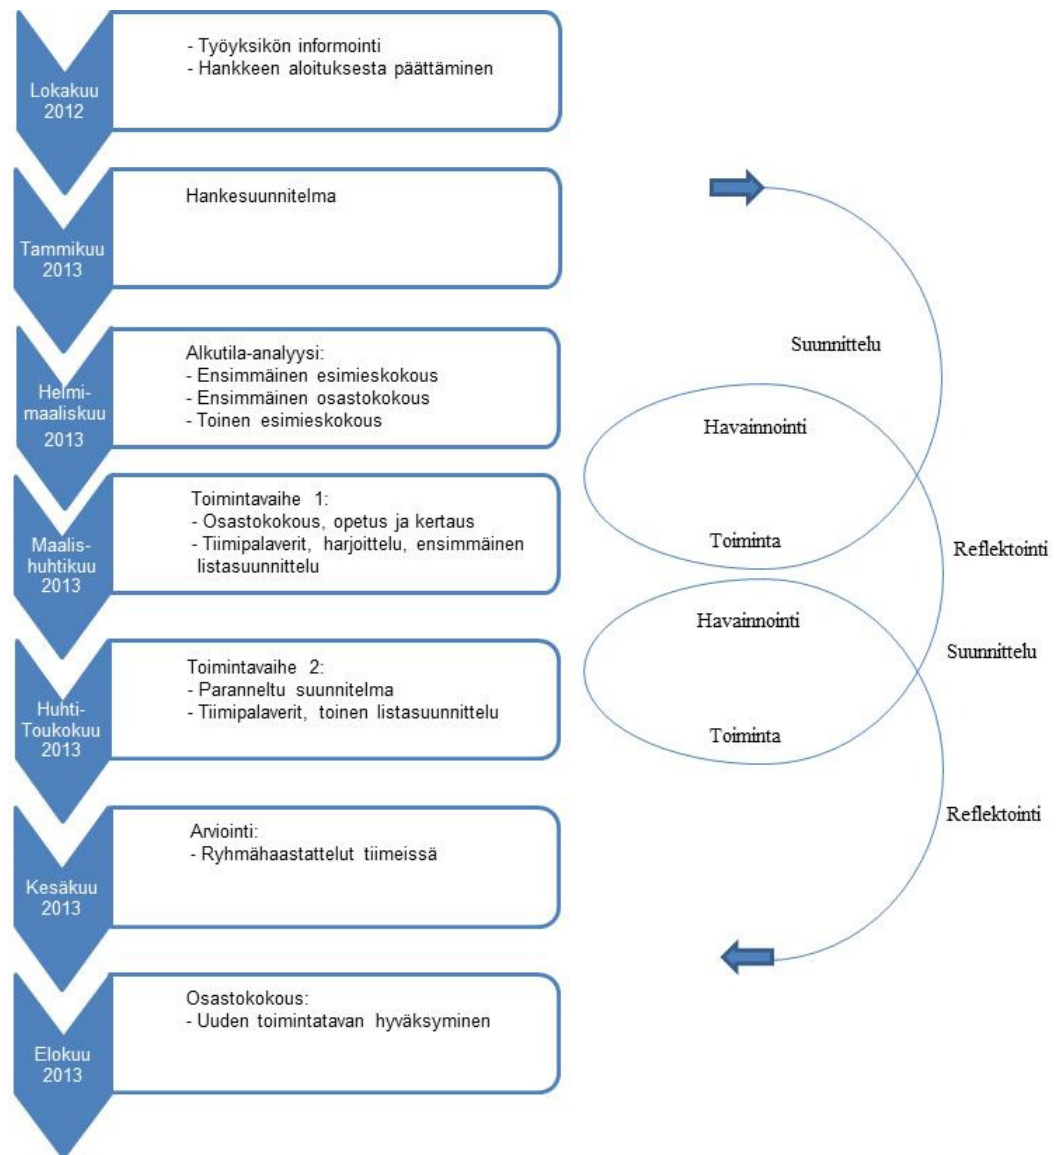 Lokakuu
2012
- Työyksikön informointi
- Hankkeen aloituksesta päättäminen
Tammikuu
2013
Hankesuunnitelma
Helmi-
maaliskuu
2013
Alkutila-analyysi:
- Ensimmäinen esimieskokous
- Ensimmäinen osastokokous
- Toinen esimieskokous
Maalis-
huhtikuu
2013
Toimintavaihe 1:
- Osastokokous, opetus ja kertaus
- Tiimipalaverit, harjoittelu, ensimmäinen
listasuunnittelu
Huhti-
Toukokuu
2013
Toimintavaihe 2:
- Paranneltu suunnitelma
- Tiimipalaverit, toinen listasuunnittelu
Kesäkuu
2013
Arviointi:
- Ryhmähaastattelut tiimeissä
Elokuu
2013
Osastokokous:
- Uuden toimintatavan hyväksyminen
Suunnittelu
Havainnointi
Toiminta
Reflektointi
Havainnointi
Suunnittelu
Toiminta
Reflektointi